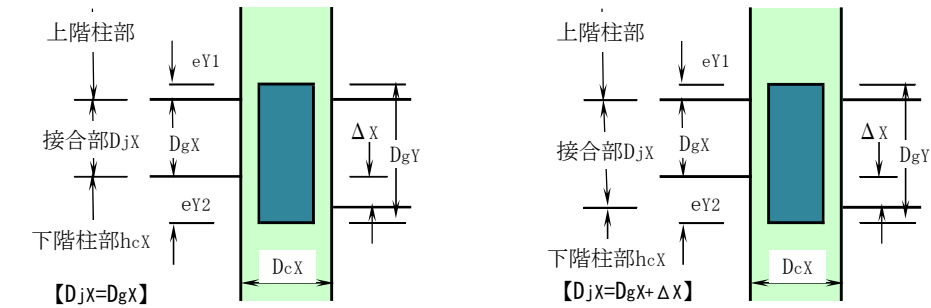 上階柱部
eY1
接合部DjX
DgX
ΔX
DgY
eY2
下階柱部hcX
DcX
【DjX=DgX】
上階柱部
eY1
接合部DjX
DgX
ΔX
DgY
eY2
下階柱部hcX
DcX
【DjX=DgX+ΔX】